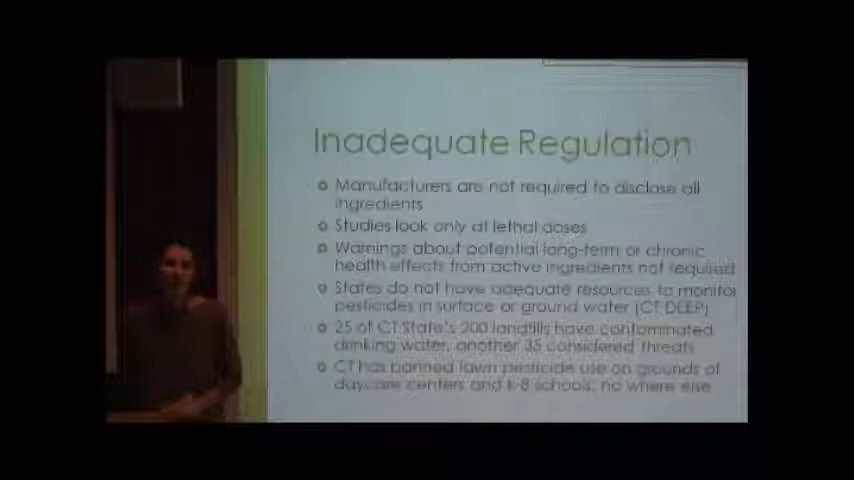 Inadequate Regulation
Manufacturers are not required to disclose all
ingredients
Studies look only at lethal doses
Warnings about potential long-term or chronic
health effects from active ingredients not required
States do not have adequate resources to monitor
pesticides in surface or ground water (CT DEEP)
25 of CT State's 200 landfills have contaminated
drinking water, another 35 considered threats
CT has banned lawn pesticide use on grounds of
daycare centers and k-8 schools; no where else